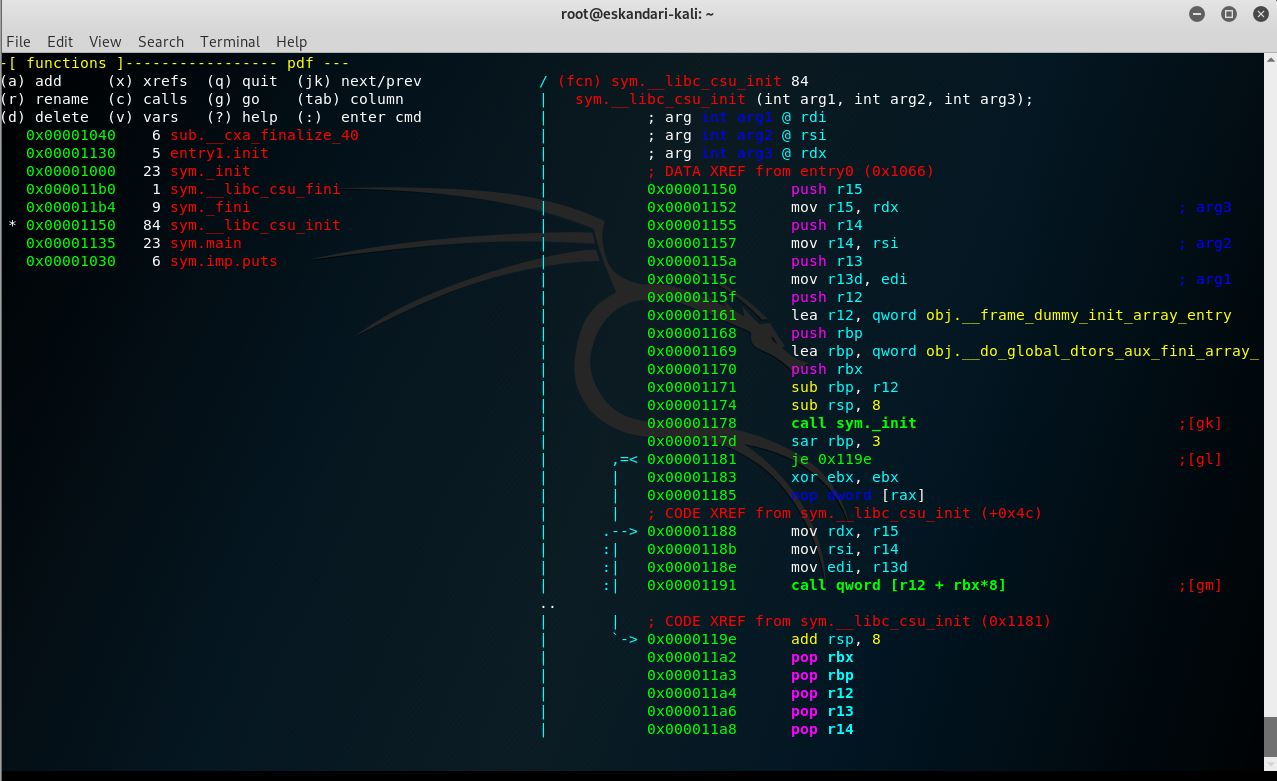 root@eskandari-kali: ~
File Edit View Search Terminal Help
-[ functions ]----------------- pdf ---
(a) add (x) xrefs (q) quit (jk) next/prev
(r) rename (c) calls (g) go (tab) column
(d) delete (v) vars (?) help (:) enter cmd
0x00001040 6 sub.__cxa_finalize_40
0x00001130 5 entry1.init
0x00001000 23 sym._init
0x000011b0 1 sym.__libc_csu_fini
0x000011b4 9 sym._fini
* 0x00001150 84 sym.__libc_csu_init
0x00001135 23 sym.main
0x00001030 6 sym.imp.puts
/ (fcn) sym.__libc_csu_init 84
| sym.__libc_csu_init (int arg1, int arg2, int arg3);
| ; arg int arg1 @ rdi
| ; arg int arg2 @ rsi
| ; arg int arg3 @ rdx
| ; DATA XREF from entry0 (0x1066)
| 0x00001150 push r15
| 0x00001152 mov r15, rdx ; arg3
| 0x00001155 push r14
| 0x00001157 mov r14, rsi ; arg2
| 0x0000115a push r13
| 0x0000115c mov r13d, edi ; arg1
| 0x0000115f push r12
| 0x00001161 lea r12, qword obj.__frame_dummy_init_array_entry
| 0x00001168 push rbp
| 0x00001169 lea rbp, qword obj.__do_global_dtors_aux_fini_array_
| 0x00001170 push rbx
| 0x00001171 sub rbp, r12
| 0x00001174 sub rsp, 8
| 0x00001178 call sym._init ;[gk]
| 0x0000117d sar rbp, 3
| ,=< 0x00001181 je 0x119e ;[gl]
| | 0x00001183 xor ebx, ebx
| | 0x00001185 nop dword [rax]
| | ; CODE XREF from sym.__libc_csu_init (+0x4c)
| .--> 0x00001188 mov rdx, r15
| :| 0x0000118b mov rsi, r14
| :| 0x0000118e mov edi, r13d
| :| 0x00001191 call qword [r12 + rbx*8] ;[gm]
..
| | ; CODE XREF from sym.__libc_csu_init (0x1181)
| `-> 0x0000119e add rsp, 8
| 0x000011a2 pop rbx
| 0x000011a3 pop rbp
| 0x000011a4 pop r12
| 0x000011a6 pop r13
| 0x000011a8 pop r14